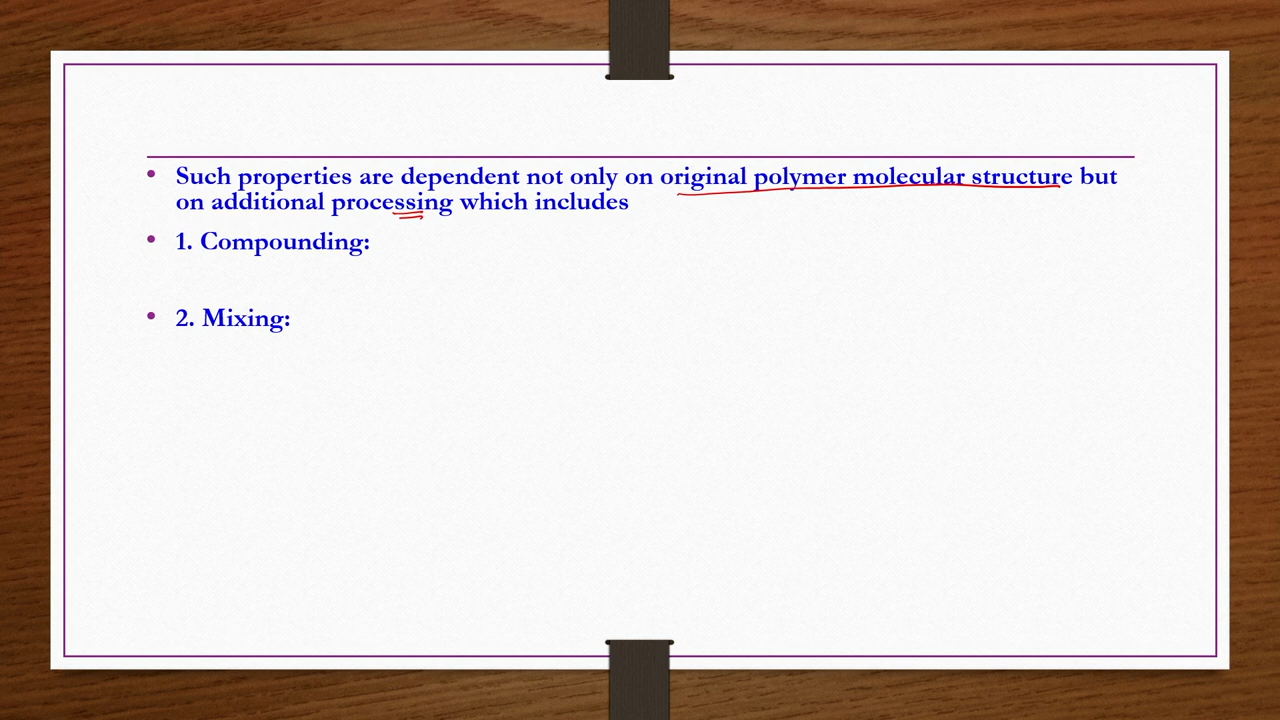 Such properties are dependent not only on original polymer molecular structure but
on additional processing which includes
1. Compounding:
2. Mixing: